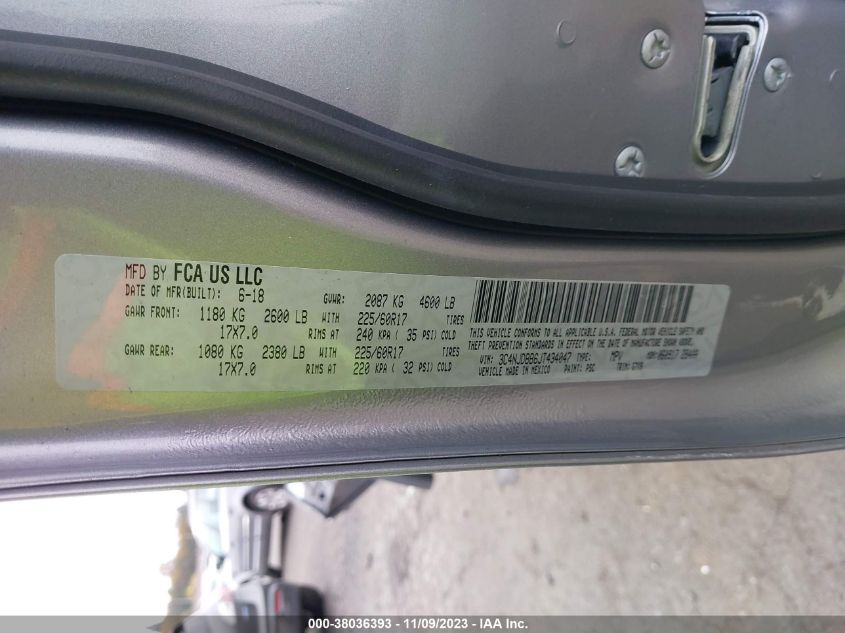 MFD BY FCA US LLC
DATE OF MFR(BUILT): 6-18 GVWR: 2087 KG 4600 LB
GAWR FRONT: 1180 KG 2600 LB WITH 225/60R17 TIRES
17X7.0 RIMS AT 240 KPA ( 35 PSI) COLD
GAWR REAR: 1080 KG 2380 LB WITH 225/60R17 TIRES
17X7.0 RIMS AT 220 KPA ( 32 PSI) COLD
THIS VEHICLE CONFORMS TO ALL APPLICABLE U.S.A. FEDERAL MOTOR VEHICLE SAFETY AND
THEFT PREVENTION STANDARDS IN EFFECT ON THE DATE OF MANUFACTURE SHOWN ABOVE.
VIN: 3C4NJDBB6JT434047 TYPE: MPV MDH:
VEHICLE MADE IN MEXICO PAINT: PSC TRIM:
000-38036393 - 11/09/2023 - IAA Inc.